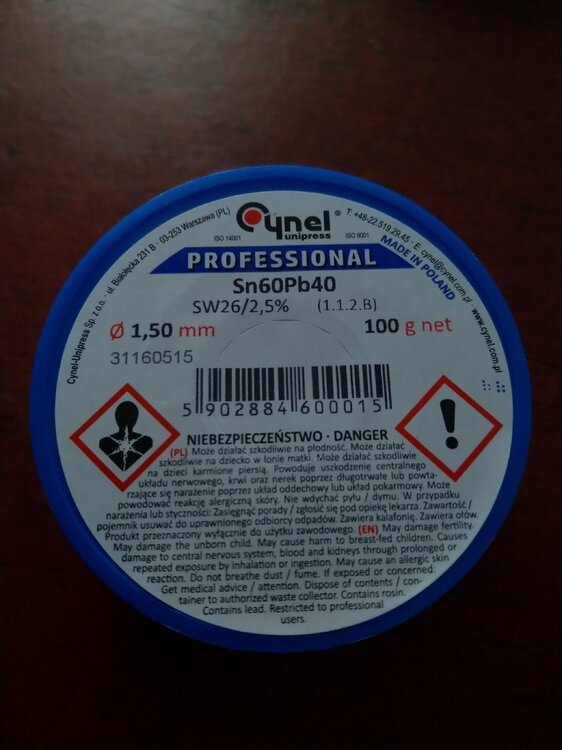 Cynel-Unipress Sp. z o.o. · ul. Białołęcka 231 B · 03-253 Warszawa (PL)
Cynel®
unipress
ISO 14001
ISO 9001
T: +48-22.519.29.45 · E: cynel@cynel.com.pl · www.cynel.com.pl
MADE IN POLAND
PROFESSIONAL
Sn60Pb40
SW26/2,5% (1.1.2.B)
Ø 1,50 mm 100 g net
31160515
5 902884 600015
NIEBEZPIECZEŃSTWO · DANGER
(PL) Może działać szkodliwie na płodność. Może działać
szkodliwie na dziecko w łonie matki. Może działać szkodliwie
na dzieci karmione piersią. Powoduje uszkodzenie centralnego
układu nerwowego, krwi oraz nerek poprzez długotrwałe lub powta-
rzające się narażenie poprzez układ oddechowy lub układ pokarmowy. Może
powodować reakcję alergiczną skóry. Nie wdychać pyłu / dymu. W przypadku
narażenia lub styczności: Zasięgnąć porady / zgłosić się pod opiekę lekarza. Zawartość /
pojemnik usuwać do uprawnionego odbiorcy odpadów. Zawiera kalafonię. Zawiera ołów.
Produkt przeznaczony wyłącznie do użytku zawodowego. (EN) May damage fertility.
May damage the unborn child. May cause harm to breast-fed children. Causes
damage to central nervous system, blood and kidneys through prolonged or
repeated exposure by inhalation or ingestion. May cause an allergic skin
reaction. Do not breathe dust / fume. If exposed or concerned:
Get medical advice / attention. Dispose of contents / con-
tainer to authorized waste collector. Contains rosin.
Contains lead. Restricted to professional
users.